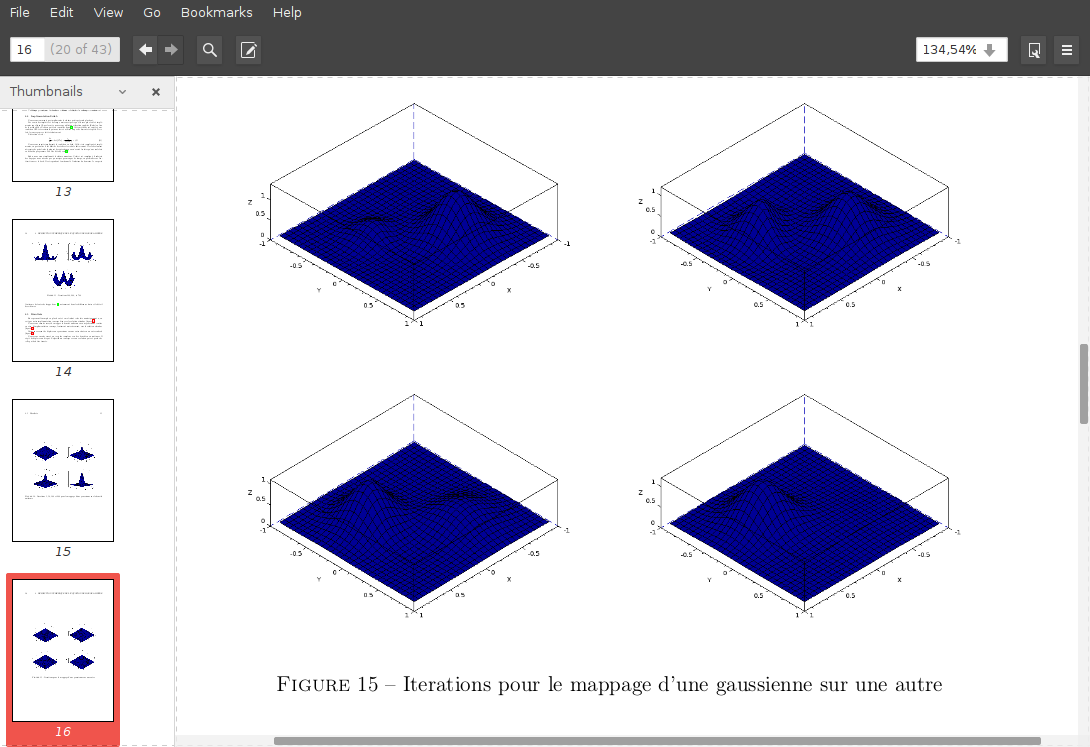 File Edit View Go Bookmarks Help
16 (20 of 43) 134,54%
Thumbnails
13
14
15
16
Z 1 0.5 0
-1 -0.5 Y 0 0.5 1
-1 -0.5 X 0 0.5 1
Z 1 0.5 0
-1 -0.5 Y 0 0.5 1
-1 -0.5 X 0 0.5 1
Z 1 0.5 0
-1 -0.5 Y 0 0.5 1
-1 -0.5 X 0 0.5 1
Z 1 0.5 0
-1 -0.5 Y 0 0.5 1
-1 -0.5 X 0 0.5 1
FIGURE 15 – Iterations pour le mappage d'une gaussienne sur une autre